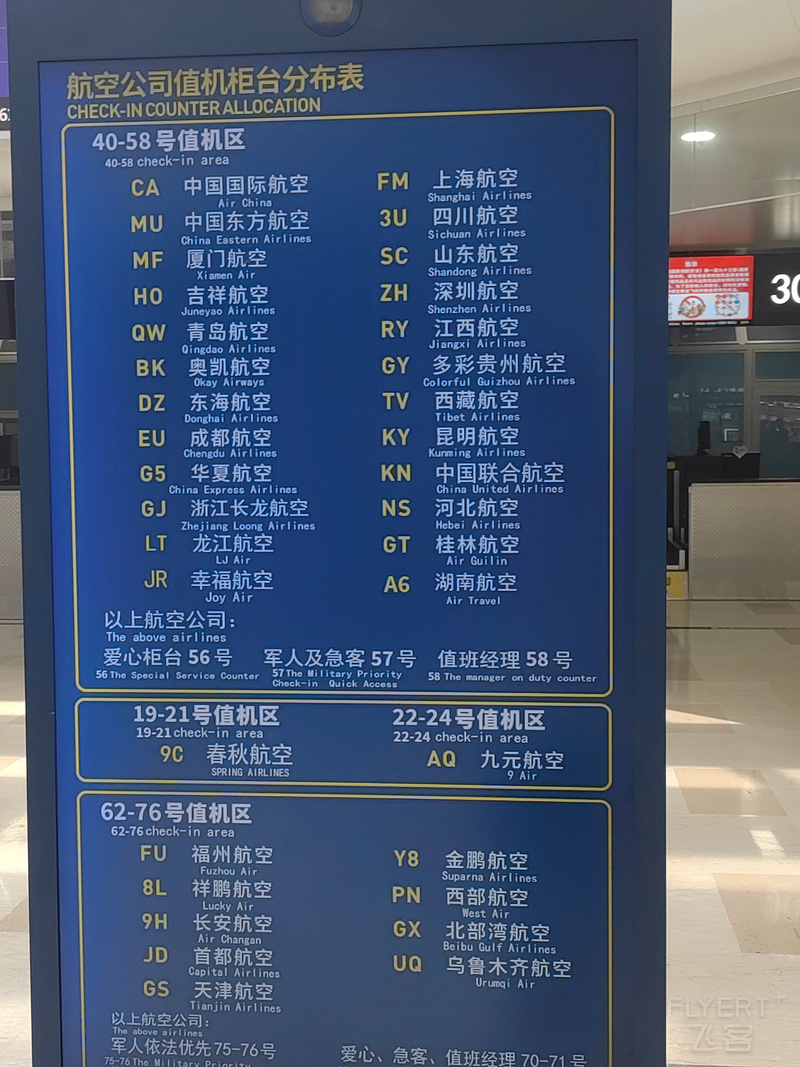 航空公司值机柜台分布表
CHECK-IN COUNTER ALLOCATION
40-58号值机区
40-58 check-in area
CA 中国国际航空
Air China
MU 中国东方航空
China Eastern Airlines
MF 厦门航空
Xiamen Air
HO 吉祥航空
Juneyao Airlines
QW 青岛航空
Qingdao Airlines
BK 奥凯航空
Okay Airways
DZ 东海航空
Donghai Airlines
EU 成都航空
Chengdu Airlines
G5 华夏航空
China Express Airlines
GJ 浙江长龙航空
Zhejiang Loong Airlines
LT 龙江航空
LJ Air
JR 幸福航空
Joy Air
FM 上海航空
Shanghai Airlines
3U 四川航空
Sichuan Airlines
SC 山东航空
Shandong Airlines
ZH 深圳航空
Shenzhen Airlines
RY 江西航空
Jiangxi Airlines
GY 多彩贵州航空
Colorful Guizhou Airlines
TV 西藏航空
Tibet Airlines
KY 昆明航空
Kunming Airlines
KN 中国联合航空
China United Airlines
NS 河北航空
Hebei Airlines
GT 桂林航空
Air Guilin
A6 湖南航空
Air Travel
以上航空公司：
The above airlines
爱心柜台 56 号
56 The Special Service Counter
军人及急客 57 号
57 The Military Priority
Check-in Quick Access
值班经理 58 号
58 The manager on duty counter
19-21号值机区
19-21 check-in area
9C 春秋航空
SPRING AIRLINES
22-24号值机区
22-24 check-in area
AQ 九元航空
9 Air
62-76号值机区
62-76 check-in area
FU 福州航空
Fuzhou Air
8L 祥鹏航空
Lucky Air
9H 长安航空
Air Changan
JD 首都航空
Capital Airlines
GS 天津航空
Tianjin Airlines
Y8 金鹏航空
Suparna Airlines
PN 西部航空
West Air
GX 北部湾航空
Beibu Gulf Airlines
UQ 乌鲁木齐航空
Urumqi Air
以上航空公司：
The above airlines
军人依法优先 75-76号
75-76 The Military Priority
爱心、急客、值班经理 70-71 号
30
FLYERT
飞客